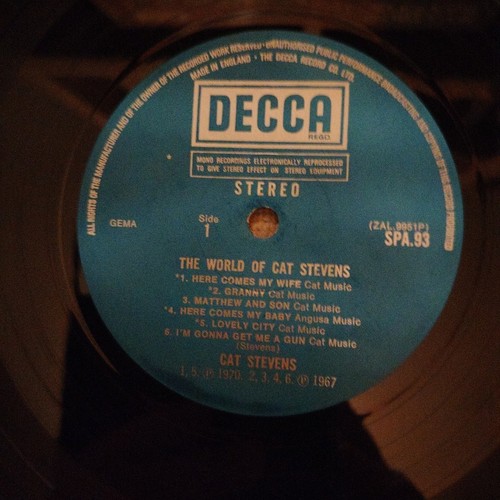 ALL RIGHTS OF THE MANUFACTURER AND OF THE OWNER OF THE RECORDED WORK RESERVED · UNAUTHORISED PUBLIC PERFORMANCE BROADCASTING AND COPYING OF THIS RECORD PROHIBITED
MADE IN ENGLAND · THE DECCA RECORD CO. LTD.
DECCA
REGD.
MONO RECORDINGS ELECTRONICALLY REPROCESSED
TO GIVE STEREO EFFECT ON STEREO EQUIPMENT
STEREO
GEMA
Side
1
(ZAL.9951P)
SPA.93
THE WORLD OF CAT STEVENS
*1. HERE COMES MY WIFE Cat Music
*2. GRANNY Cat Music
3. MATTHEW AND SON Cat Music
*4. HERE COMES MY BABY Angusa Music
*5. LOVELY CITY Cat Music
6. I'M GONNA GET ME A GUN Cat Music
(Stevens)
CAT STEVENS
1, 5. ℗ 1970 2, 3, 4, 6. ℗ 1967